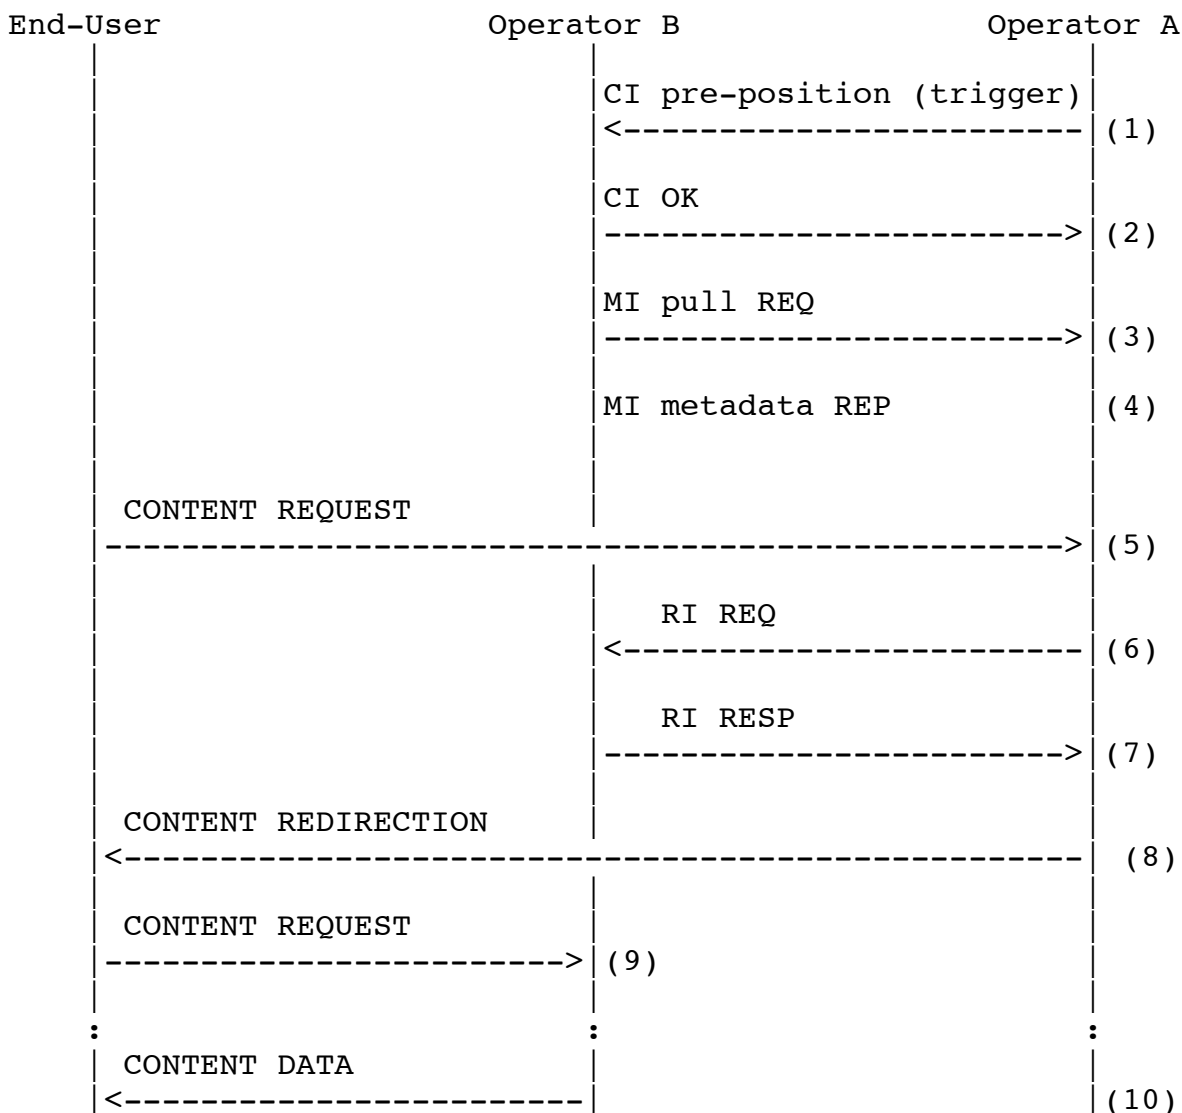 End-User Operator B Operator A
CI pre-position (trigger)
<------------------------ (1)
CI OK
------------------------> (2)
MI pull REQ
------------------------> (3)
MI metadata REP (4)
CONTENT REQUEST
--------------------------------------------------> (5)
RI REQ
<------------------------ (6)
RI RESP
------------------------> (7)
CONTENT REDIRECTION
<-------------------------------------------------- (8)
CONTENT REQUEST
------------------------> (9)
: : :
CONTENT DATA
<------------------------ (10)